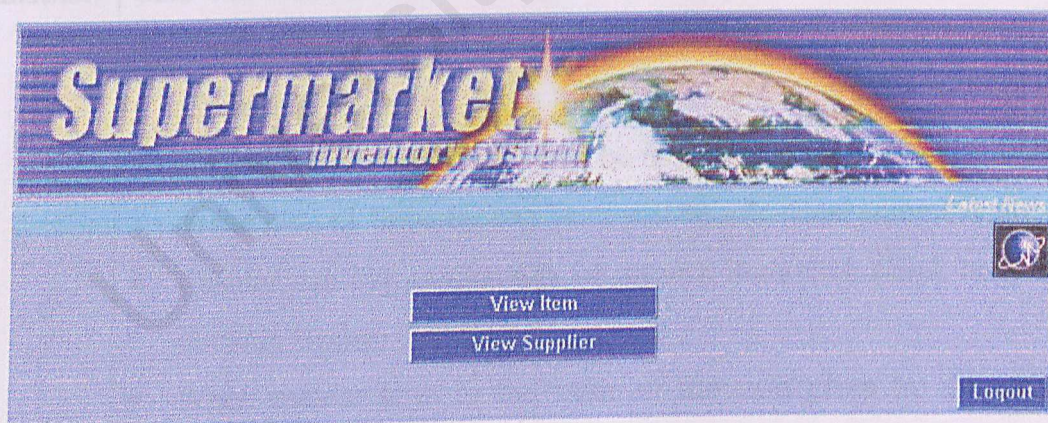 Supermarket
Inventory System
Latest News
View Item
View Supplier
Logout